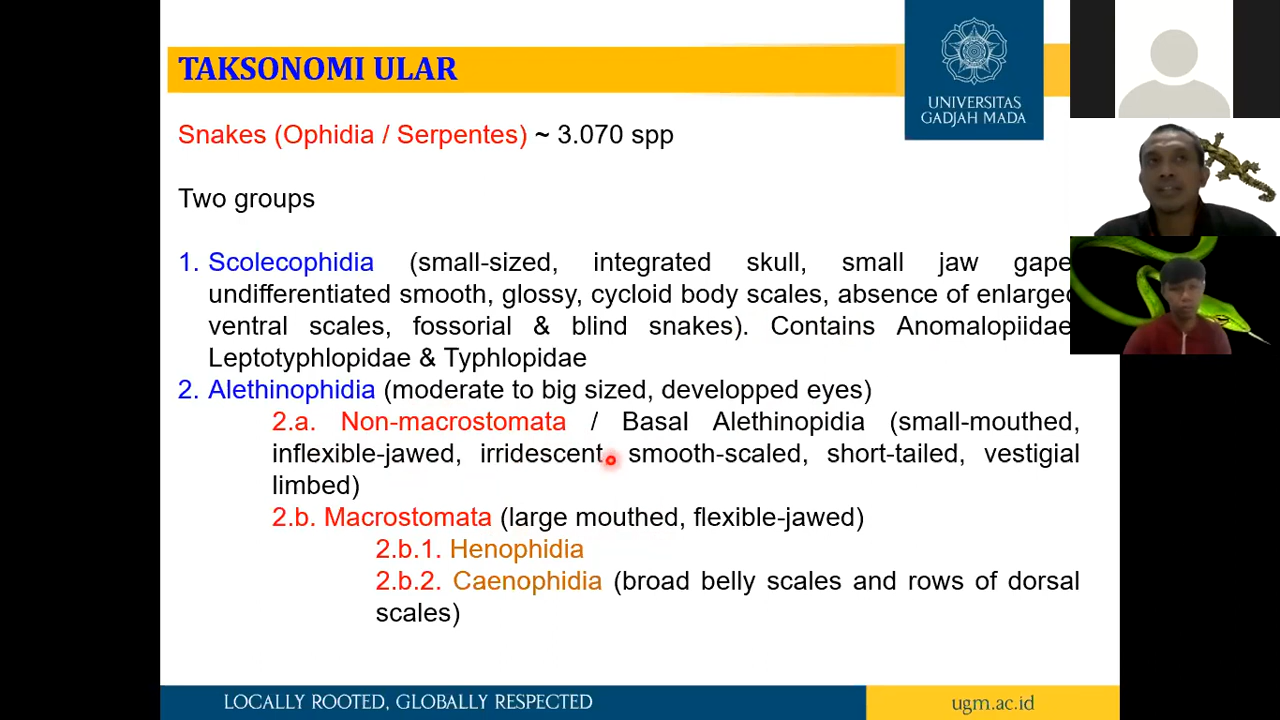 TAKSONOMI ULAR
UNIVERSITAS
GADJAH MADA
Snakes (Ophidia / Serpentes) ~ 3.070 spp
Two groups
1. Scolecophidia (small-sized, integrated skull, small jaw gape
undifferentiated smooth, glossy, cycloid body scales, absence of enlarged
ventral scales, fossorial & blind snakes). Contains Anomalopiidae
Leptotyphlopidae & Typhlopidae
2. Alethinophidia (moderate to big sized, developped eyes)
2.a. Non-macrostomata / Basal Alethinopidia (small-mouthed,
inflexible-jawed, irridescent, smooth-scaled, short-tailed, vestigial
limbed)
2.b. Macrostomata (large mouthed, flexible-jawed)
2.b.1. Henophidia
2.b.2. Caenophidia (broad belly scales and rows of dorsal
scales)
LOCALLY ROOTED, GLOBALLY RESPECTED
ugm.ac.id